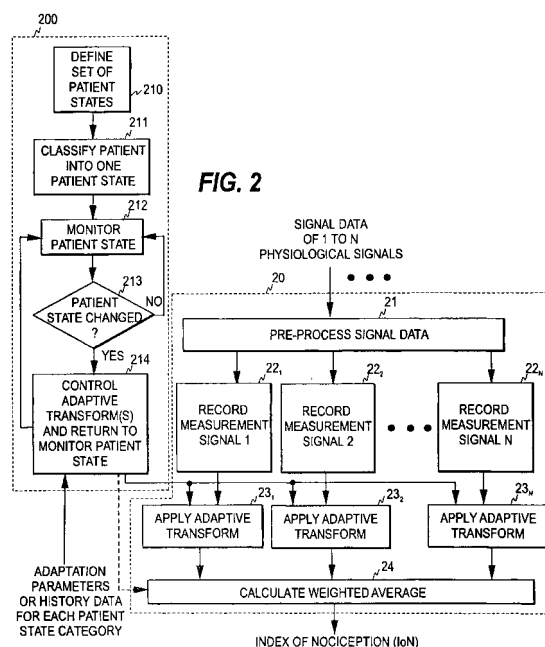 200
DEFINE
SET OF
PATIENT
STATES
210
211
CLASSIFY PATIENT
INTO ONE
PATIENT STATE
212
MONITOR
PATIENT STATE
213
PATIENT
STATE CHANGED
?
NO
YES
214
CONTROL
ADAPTIVE
TRANSFORM(S)
AND RETURN TO
MONITOR PATIENT
STATE
ADAPTATION
PARAMETERS
OR HISTORY DATA
FOR EACH PATIENT
STATE CATEGORY
FIG. 2
SIGNAL DATA
OF 1 TO N
PHYSIOLOGICAL SIGNALS
20
21
PRE-PROCESS SIGNAL DATA
22₁ 22₂ 22N
RECORD
MEASUREMENT
SIGNAL 1
RECORD
MEASUREMENT
SIGNAL 2
RECORD
MEASUREMENT
SIGNAL N
23₁ 23₂ 23N
APPLY ADAPTIVE
TRANSFORM
APPLY ADAPTIVE
TRANSFORM
APPLY ADAPTIVE
TRANSFORM
24
CALCULATE WEIGHTED AVERAGE
INDEX OF NOCICEPTION (IoN)